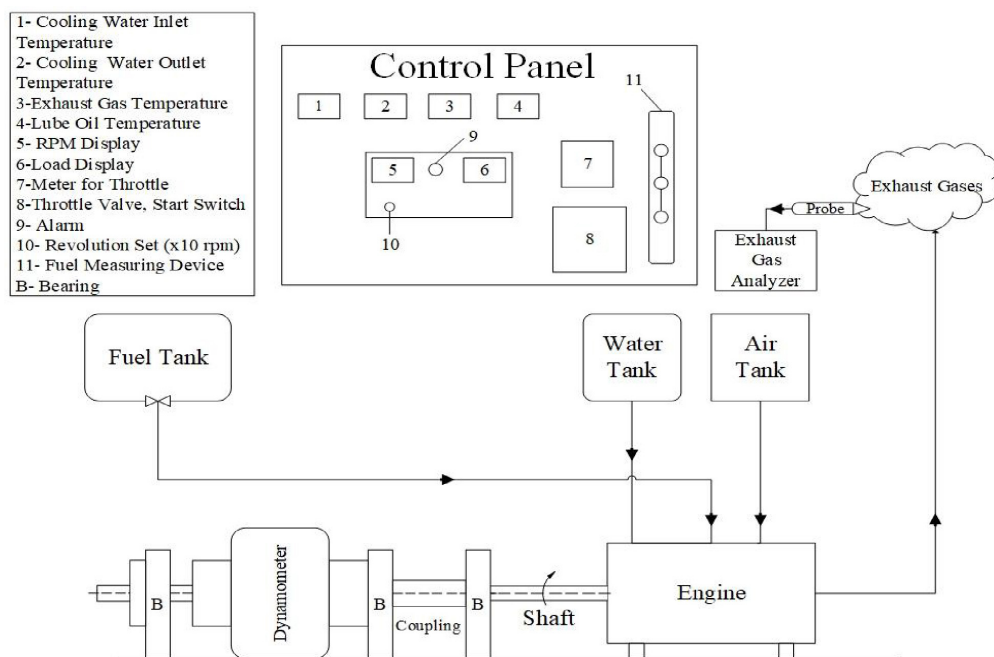 1- Cooling Water Inlet
Temperature
2- Cooling Water Outlet
Temperature
3-Exhaust Gas Temperature
4-Lube Oil Temperature
5- RPM Display
6-Load Display
7-Meter for Throttle
8-Throttle Valve, Start Switch
9- Alarm
10- Revolution Set (x10 rpm)
11- Fuel Measuring Device
B- Bearing
Control Panel
1
2
3
4
5
6
7
8
9
10
11
Exhaust Gases
Probe
Exhaust
Gas
Analyzer
Fuel Tank
Water
Tank
Air
Tank
B
Dynamometer
B
Coupling
B
Shaft
Engine